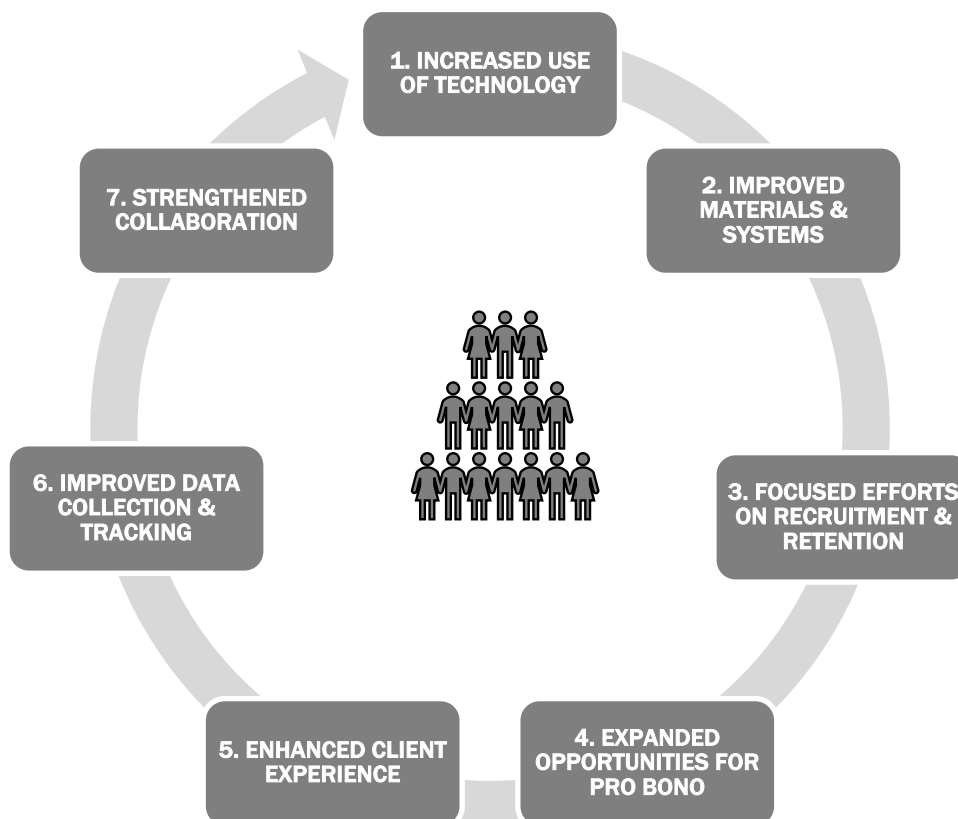 1. INCREASED USE
OF TECHNOLOGY
2. IMPROVED
MATERIALS &
SYSTEMS
3. FOCUSED EFFORTS
ON RECRUITMENT &
RETENTION
4. EXPANDED
OPPORTUNITIES FOR
PRO BONO
5. ENHANCED CLIENT
EXPERIENCE
6. IMPROVED DATA
COLLECTION &
TRACKING
7. STRENGTHENED
COLLABORATION